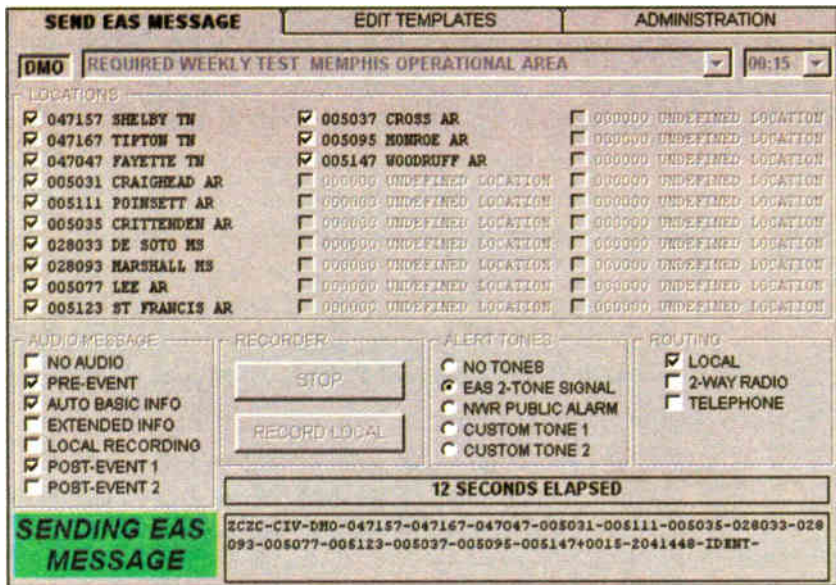 SEND EAS MESSAGE EDIT TEMPLATES ADMINISTRATION
DMO REQUIRED WEEKLY TEST MEMPHIS OPERATIONAL AREA 00:15
LOCATIONS
047157 SHELBY TN 005037 CROSS AR 000000 UNDEFINED LOCATION
047167 TIPTON TN 005095 MONROE AR 000000 UNDEFINED LOCATION
047047 FAYETTE TN 005147 WOODRUFF AR 000000 UNDEFINED LOCATION
005031 CRAIGHEAD AR 000000 UNDEFINED LOCATION 000000 UNDEFINED LOCATION
005111 POINSETT AR 000000 UNDEFINED LOCATION 000000 UNDEFINED LOCATION
005035 CRITTENDEN AR 000000 UNDEFINED LOCATION 000000 UNDEFINED LOCATION
028033 DE SOTO MS 000000 UNDEFINED LOCATION 000000 UNDEFINED LOCATION
028093 MARSHALL MS 000000 UNDEFINED LOCATION 000000 UNDEFINED LOCATION
005077 LEE AR 000000 UNDEFINED LOCATION 000000 UNDEFINED LOCATION
005123 ST FRANCIS AR 000000 UNDEFINED LOCATION 000000 UNDEFINED LOCATION
AUDIO MESSAGE
NO AUDIO
PRE-EVENT
AUTO BASIC INFO
EXTENDED INFO
LOCAL RECORDING
POST-EVENT 1
POST-EVENT 2
RECORDER
STOP
RECORD LOCAL
ALERT TONES
NO TONES
EAS 2-TONE SIGNAL
NWR PUBLIC ALARM
CUSTOM TONE 1
CUSTOM TONE 2
ROUTING
LOCAL
2-WAY RADIO
TELEPHONE
12 SECONDS ELAPSED
SENDING EAS
MESSAGE
ZCZC-CIV-DMO-047157-047167-047047-005031-005111-005035-028033-028
093-005077-005123-005037-005095-005147+0015-2041448-IDENT-